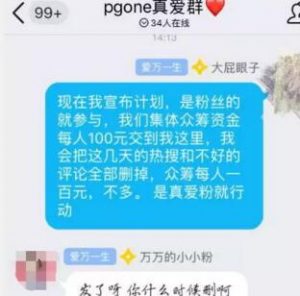 99+
pgone真爱群❤️
34人在线
14:13
爱万一生 大屁眼子
现在我宣布计划，是粉丝的
就参与，我们集体众筹资金
每人100元交到我这里，我
会把这几天的热搜和不好的
评论全部删掉，众筹每人一
百元，不多。 是真爱粉就行
动
爱万一生 万万的小小粉
发了呀 你什么时候删啊